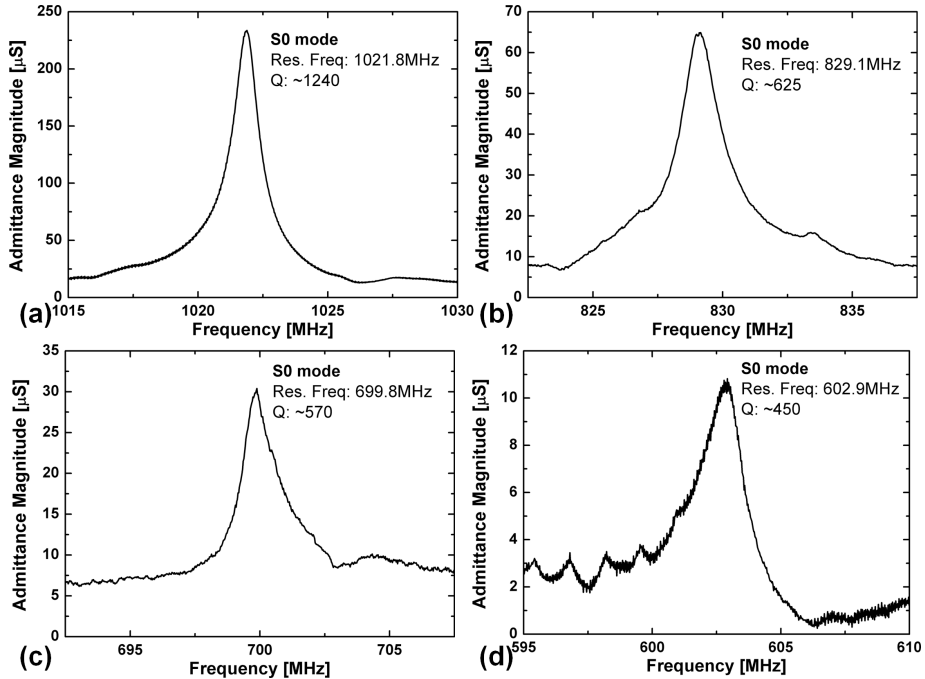 250
200
150
100
50
0
Admittance Magnitude [µS]
S0 mode
Res. Freq: 1021.8MHz
Q: ~1240
1015
1020
1025
1030
Frequency [MHz]
(a)
70
60
50
40
30
20
10
0
Admittance Magnitude [µS]
S0 mode
Res. Freq: 829.1MHz
Q: ~625
825
830
835
Frequency [MHz]
(b)
35
30
25
20
15
10
5
0
Admittance Magnitude [µS]
S0 mode
Res. Freq: 699.8MHz
Q: ~570
695
700
705
Frequency [MHz]
(c)
12
10
8
6
4
2
0
Admittance Magnitude [µS]
S0 mode
Res. Freq: 602.9MHz
Q: ~450
595
600
605
610
Frequency [MHz]
(d)